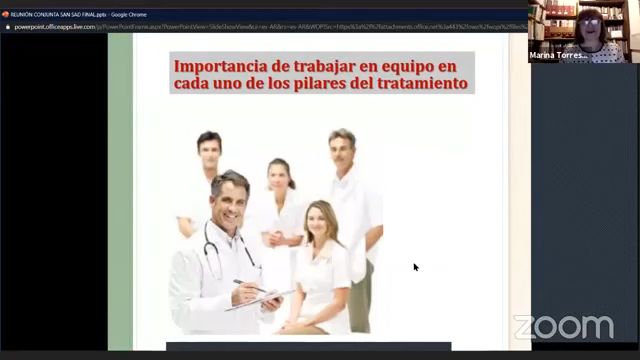 REUNIÓN CONJUNTA SAN SAD FINAL.pptx - Google Chrome
Marina Torres...
Importancia de trabajar en equipo en
cada uno de los pilares del tratamiento
zoom